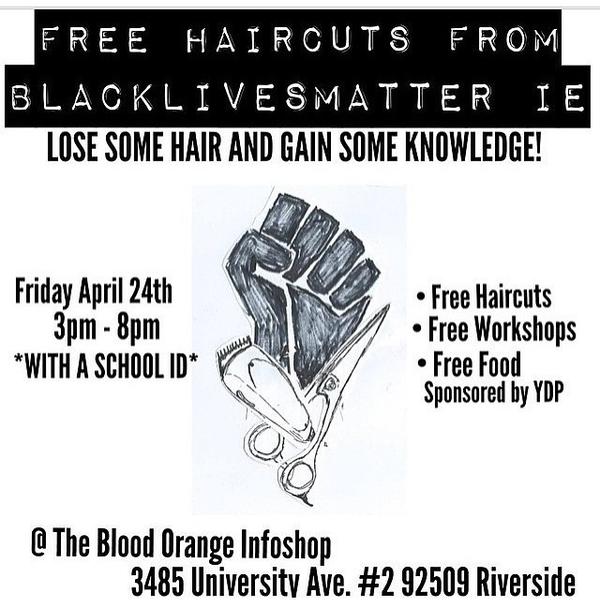 FREE HAIRCUTS FROM
BLACKLIVESMATTER IE
LOSE SOME HAIR AND GAIN SOME KNOWLEDGE!
Friday April 24th
3pm - 8pm
*WITH A SCHOOL ID*
• Free Haircuts
• Free Workshops
• Free Food
Sponsored by YDP
@ The Blood Orange Infoshop
3485 University Ave. #2 92509 Riverside